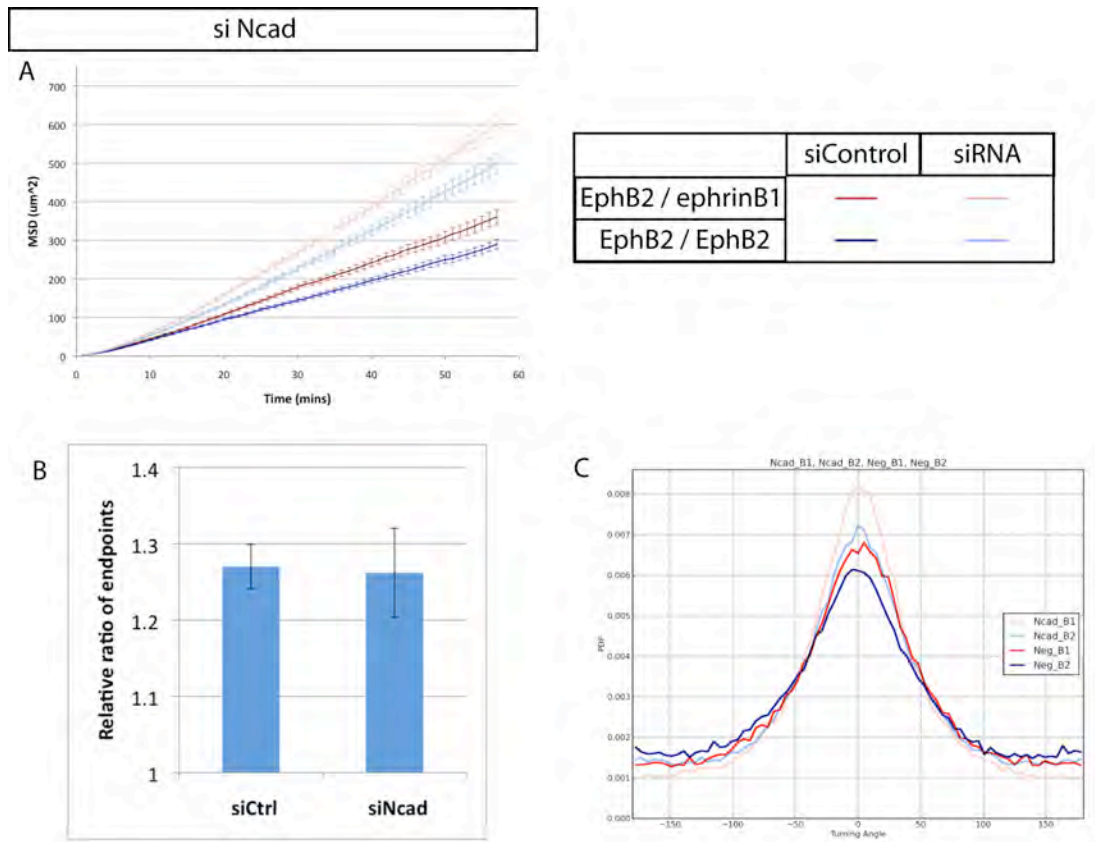 si Ncad
A
700
600
500
400
300
200
100
0
MSD (um^2)
0 10 20 30 40 50 60
Time (mins)
siControl siRNA
EphB2 / ephrinB1
EphB2 / EphB2
B
1.4
1.3
1.2
1.1
1
Relative ratio of endpoints
siCtrl siNcad
C
Ncad_B1, Ncad_B2, Neg_B1, Neg_B2
0.008
0.007
0.006
0.005
0.004
0.003
0.002
0.001
0.000
PDF
Ncad_B1
Ncad_B2
Neg_B1
Neg_B2
−150 −100 −50 0 50 100 150
Turning Angle